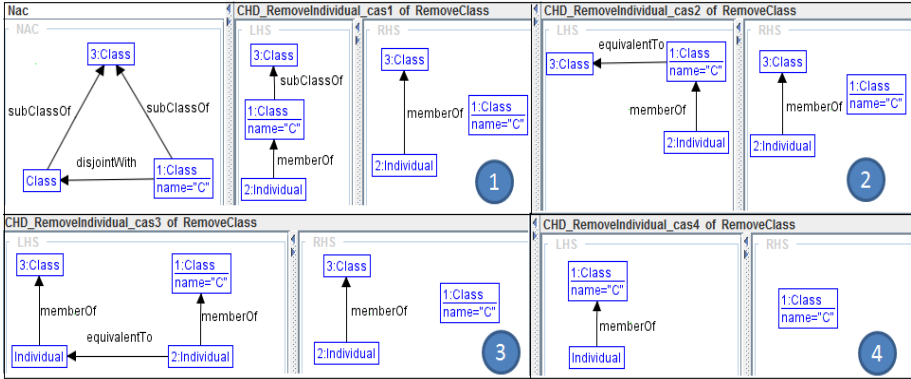 Nac
NAC
3:Class
subClassOf
subClassOf
disjointWith
Class
1:Class
name="C"
CHD_RemoveIndividual_cas1 of RemoveClass
LHS
3:Class
subClassOf
1:Class
name="C"
memberOf
2:Individual
RHS
3:Class
memberOf
1:Class
name="C"
2:Individual
1
CHD_RemoveIndividual_cas2 of RemoveClass
LHS
equivalentTo
3:Class
1:Class
name="C"
memberOf
2:Individual
RHS
3:Class
1:Class
name="C"
memberOf
2:Individual
2
CHD_RemoveIndividual_cas3 of RemoveClass
LHS
3:Class
1:Class
name="C"
memberOf
memberOf
equivalentTo
Individual
2:Individual
RHS
3:Class
1:Class
name="C"
memberOf
2:Individual
3
CHD_RemoveIndividual_cas4 of RemoveClass
LHS
1:Class
name="C"
memberOf
Individual
RHS
1:Class
name="C"
4